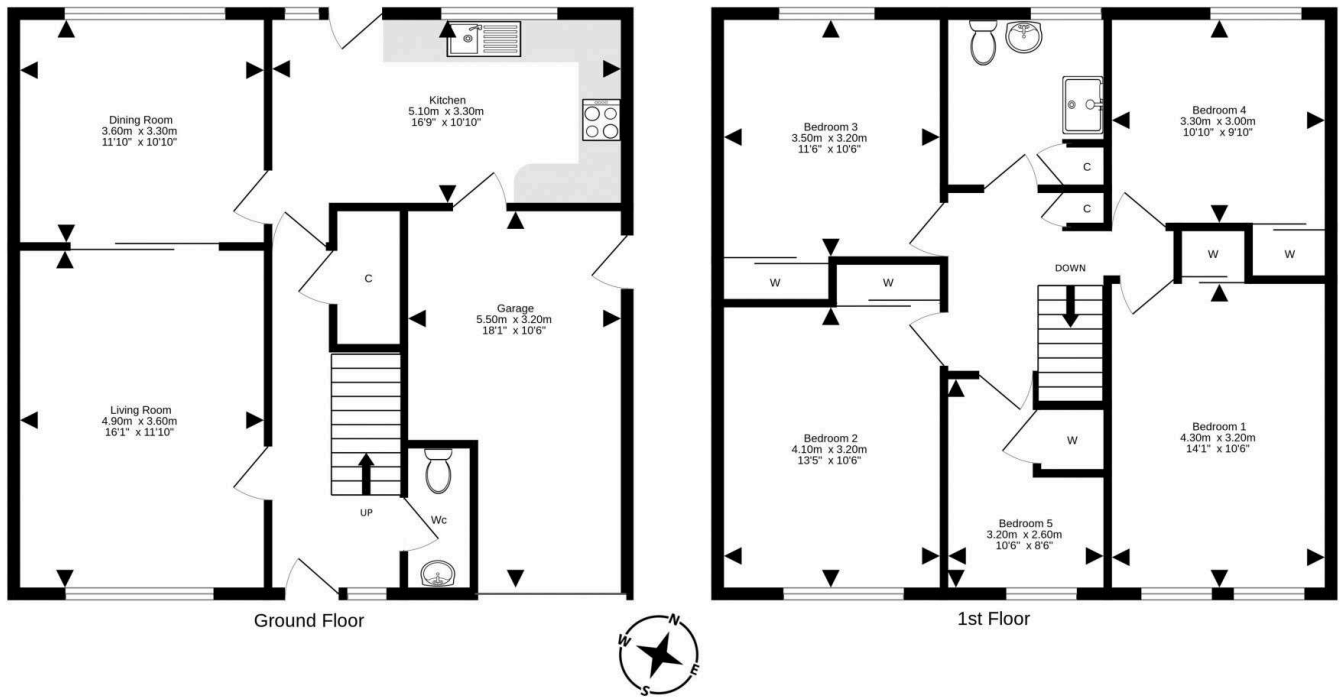 Dining Room
3.60m x 3.30m
11'10" x 10'10"
Kitchen
5.10m x 3.30m
16'9" x 10'10"
C
Garage
5.50m x 3.20m
18'1" x 10'6"
Living Room
4.90m x 3.60m
16'1" x 11'10"
UP
Wc
Ground Floor
Bedroom 3
3.50m x 3.20m
11'6" x 10'6"
Bedroom 4
3.30m x 3.00m
10'10" x 9'10"
C
C
DOWN
W
W
W
W
Bedroom 2
4.10m x 3.20m
13'5" x 10'6"
Bedroom 1
4.30m x 3.20m
14'1" x 10'6"
W
Bedroom 5
3.20m x 2.60m
10'6" x 8'6"
1st Floor
N
W
E
S